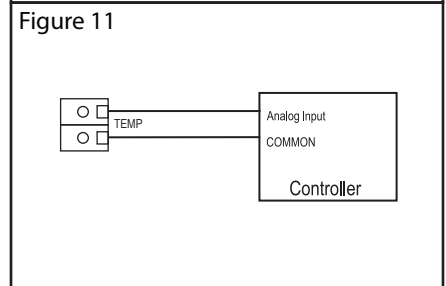 Figure 11
TEMP
Analog Input
COMMON
Controller